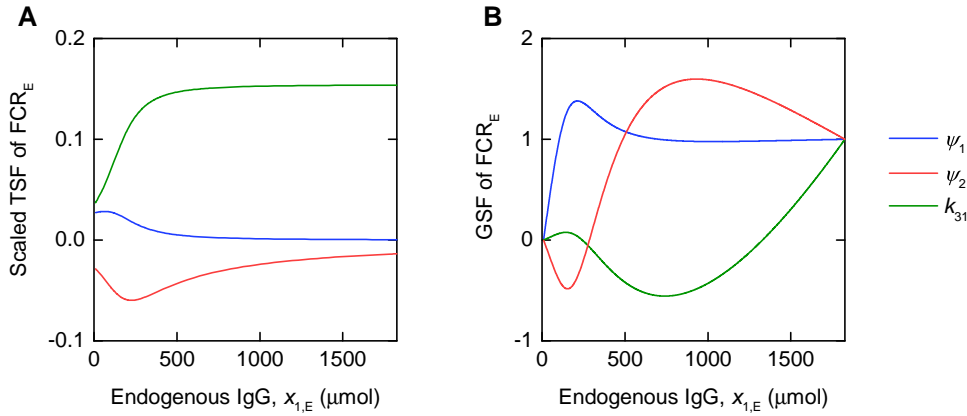 A
Scaled TSF of FCR_E
0.2
0.1
0.0
-0.1
0
500
1000
1500
Endogenous IgG, x_1,E (μmol)
B
GSF of FCR_E
2
1
0
-1
0
500
1000
1500
Endogenous IgG, x_1,E (μmol)
ψ_1
ψ_2
k_31